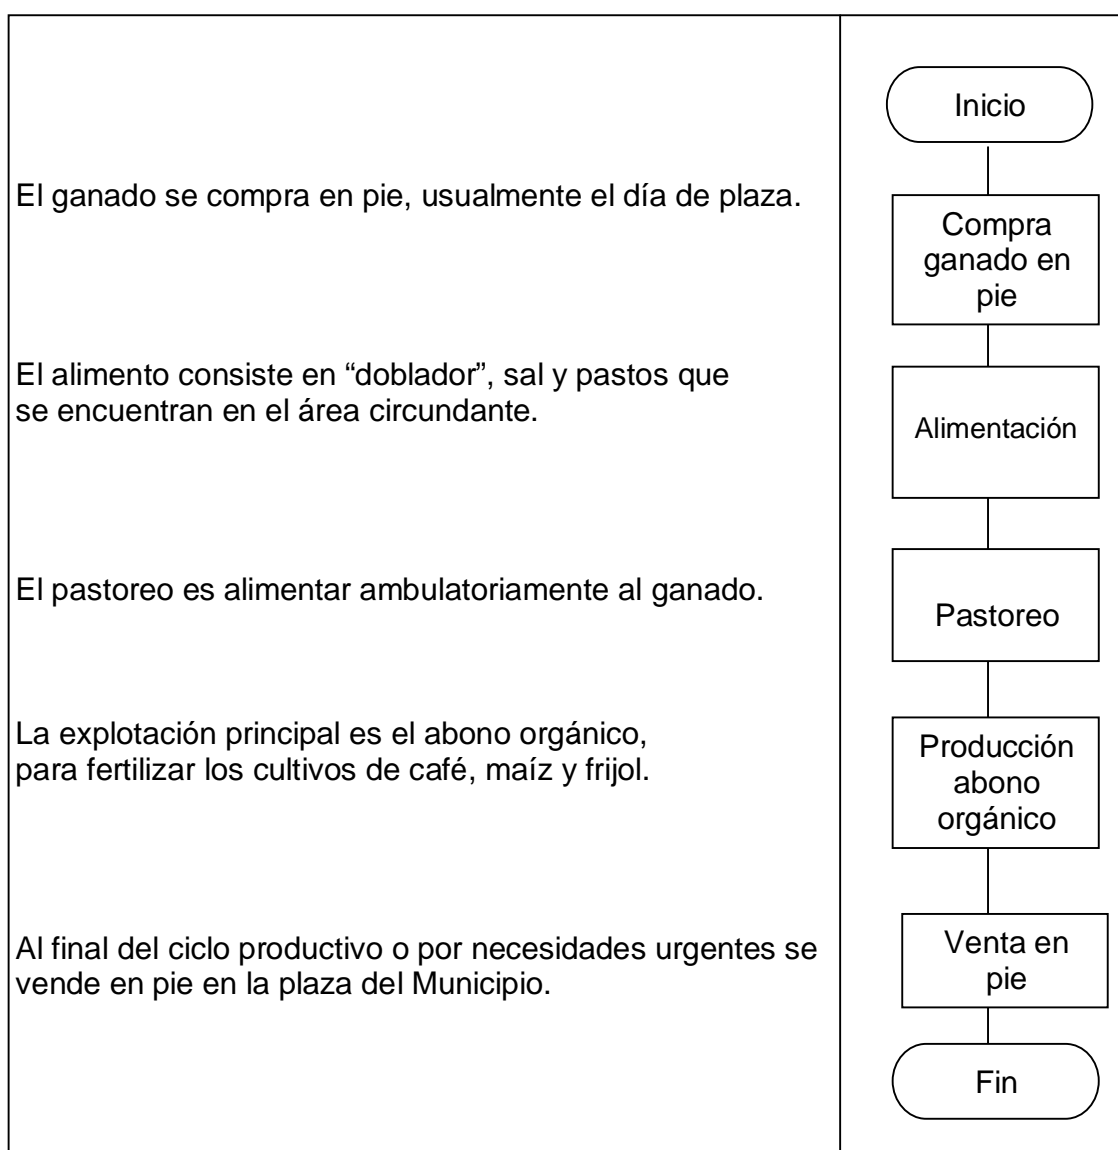 Inicio
El ganado se compra en pie, usualmente el día de plaza.
Compra
ganado en
pie
El alimento consiste en “doblador”, sal y pastos que
se encuentran en el área circundante.
Alimentación
El pastoreo es alimentar ambulatoriamente al ganado.
Pastoreo
La explotación principal es el abono orgánico,
para fertilizar los cultivos de café, maíz y frijol.
Producción
abono
orgánico
Al final del ciclo productivo o por necesidades urgentes se
vende en pie en la plaza del Municipio.
Venta en
pie
Fin